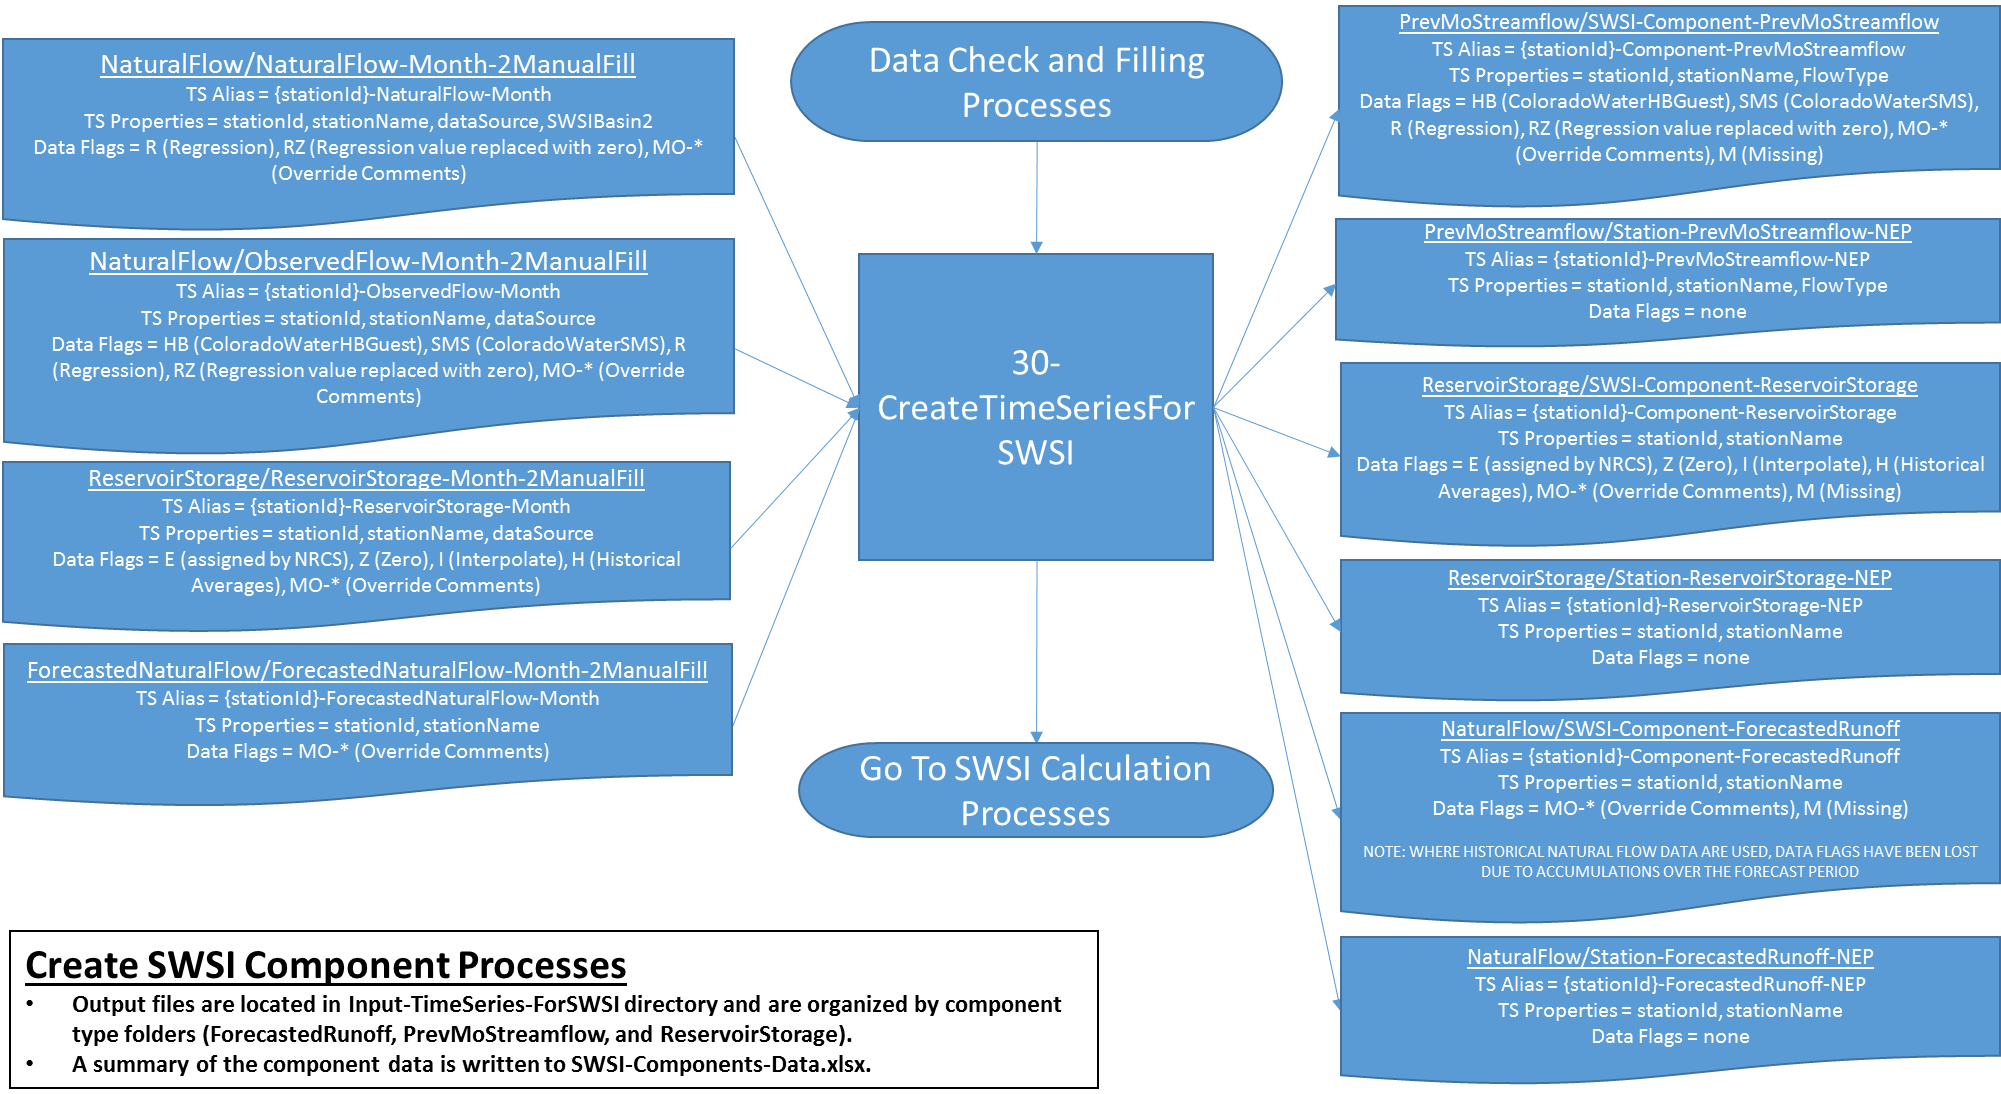 NaturalFlow/NaturalFlow-Month-2ManualFill
TS Alias = {stationId}-NaturalFlow-Month
TS Properties = stationId, stationName, dataSource, SWSIBasin2
Data Flags = R (Regression), RZ (Regression value replaced with zero), MO-*
(Override Comments)
NaturalFlow/ObservedFlow-Month-2ManualFill
TS Alias = {stationId}-ObservedFlow-Month
TS Properties = stationId, stationName, dataSource
Data Flags = HB (ColoradoWaterHBGuest), SMS (ColoradoWaterSMS), R
(Regression), RZ (Regression value replaced with zero), MO-* (Override
Comments)
ReservoirStorage/ReservoirStorage-Month-2ManualFill
TS Alias = {stationId}-ReservoirStorage-Month
TS Properties = stationId, stationName, dataSource
Data Flags = E (assigned by NRCS), Z (Zero), I (Interpolate), H (Historical
Averages), MO-* (Override Comments)
ForecastedNaturalFlow/ForecastedNaturalFlow-Month-2ManualFill
TS Alias = {stationId}-ForecastedNaturalFlow-Month
TS Properties = stationId, stationName
Data Flags = MO-* (Override Comments)
Data Check and Filling
Processes
30-
CreateTimeSeriesFor
SWSI
Go To SWSI Calculation
Processes
PrevMoStreamflow/SWSI-Component-PrevMoStreamflow
TS Alias = {stationId}-Component-PrevMoStreamflow
TS Properties = stationId, stationName, FlowType
Data Flags = HB (ColoradoWaterHBGuest), SMS (ColoradoWaterSMS),
R (Regression), RZ (Regression value replaced with zero), MO-*
(Override Comments), M (Missing)
PrevMoStreamflow/Station-PrevMoStreamflow-NEP
TS Alias = {stationId}-PrevMoStreamflow-NEP
TS Properties = stationId, stationName, FlowType
Data Flags = none
ReservoirStorage/SWSI-Component-ReservoirStorage
TS Alias = {stationId}-Component-ReservoirStorage
TS Properties = stationId, stationName
Data Flags = E (assigned by NRCS), Z (Zero), I (Interpolate), H (Historical
Averages), MO-* (Override Comments), M (Missing)
ReservoirStorage/Station-ReservoirStorage-NEP
TS Alias = {stationId}-ReservoirStorage-NEP
TS Properties = stationId, stationName
Data Flags = none
NaturalFlow/SWSI-Component-ForecastedRunoff
TS Alias = {stationId}-Component-ForecastedRunoff
TS Properties = stationId, stationName
Data Flags = MO-* (Override Comments), M (Missing)
NOTE: WHERE HISTORICAL NATURAL FLOW DATA ARE USED, DATA FLAGS HAVE BEEN LOST
DUE TO ACCUMULATIONS OVER THE FORECAST PERIOD
NaturalFlow/Station-ForecastedRunoff-NEP
TS Alias = {stationId}-ForecastedRunoff-NEP
TS Properties = stationId, stationName
Data Flags = none
Create SWSI Component Processes
• Output files are located in Input-TimeSeries-ForSWSI directory and are organized by component
type folders (ForecastedRunoff, PrevMoStreamflow, and ReservoirStorage).
• A summary of the component data is written to SWSI-Components-Data.xlsx.